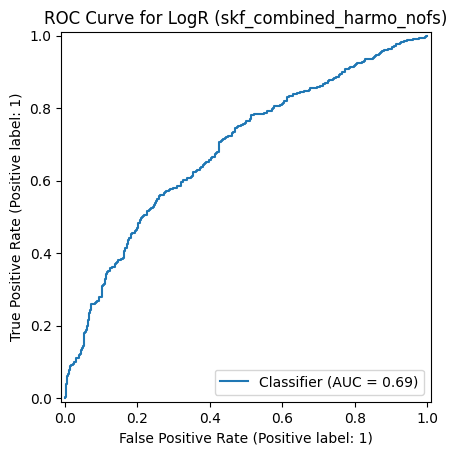 ROC Curve for LogR (skf_combined_harmo_nofs)
True Positive Rate (Positive label: 1)
1.0
0.8
0.6
0.4
0.2
0.0
0.0 0.2 0.4 0.6 0.8 1.0
Classifier (AUC = 0.69)
False Positive Rate (Positive label: 1)